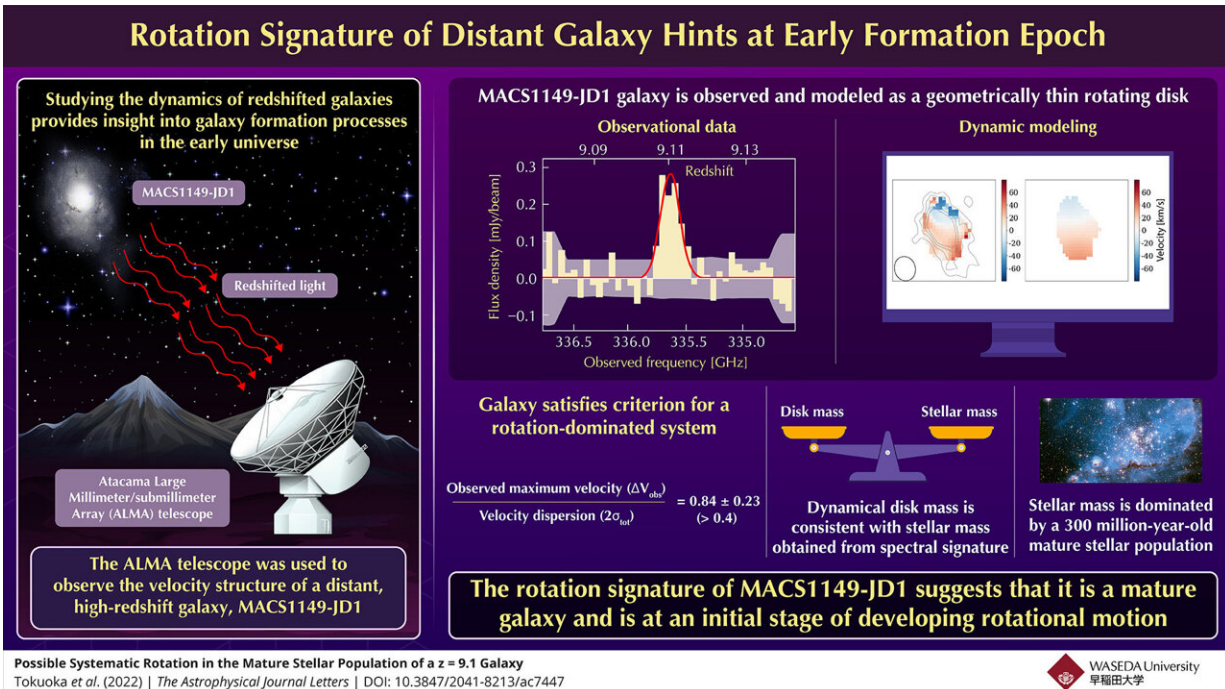 Rotation Signature of Distant Galaxy Hints at Early Formation Epoch
Studying the dynamics of redshifted galaxies
provides insight into galaxy formation processes
in the early universe
MACS1149-JD1
Redshifted light
Atacama Large
Millimeter/submillimeter
Array (ALMA) telescope
The ALMA telescope was used to
observe the velocity structure of a distant,
high-redshift galaxy, MACS1149-JD1
MACS1149-JD1 galaxy is observed and modeled as a geometrically thin rotating disk
Observational data
9.09 9.11 9.13
Redshift
0.3
0.2
0.1
0.0
−0.1
Flux density [mJy/beam]
336.5 336.0 335.5 335.0
Observed frequency [GHz]
Dynamic modeling
60
40
20
0
-20
-40
-60
60
40
20
0
-20
-40
-60
Velocity [km/s]
Galaxy satisfies criterion for a
rotation-dominated system
Observed maximum velocity (ΔVobs)
Velocity dispersion (2σtot)
= 0.84 ± 0.23
(> 0.4)
Disk mass
Stellar mass
Dynamical disk mass is
consistent with stellar mass
obtained from spectral signature
Stellar mass is dominated
by a 300 million-year-old
mature stellar population
The rotation signature of MACS1149-JD1 suggests that it is a mature
galaxy and is at an initial stage of developing rotational motion
Possible Systematic Rotation in the Mature Stellar Population of a z = 9.1 Galaxy
Tokuoka et al. (2022) | The Astrophysical Journal Letters | DOI: 10.3847/2041-8213/ac7447
WASEDA University
早稲田大学